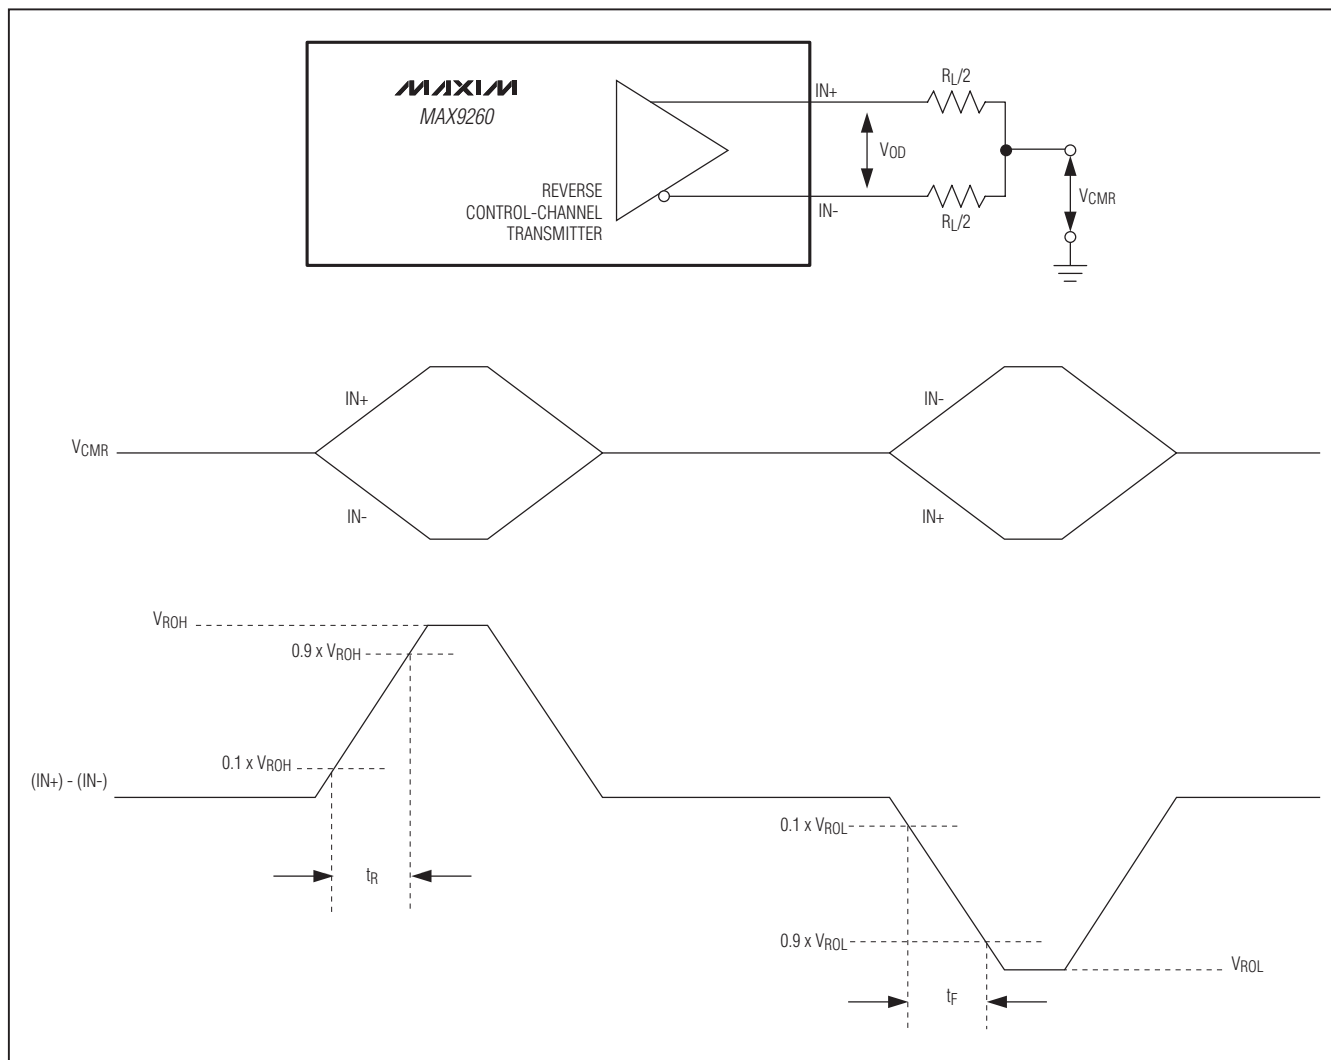 MAXIM
MAX9260
REVERSE
CONTROL-CHANNEL
TRANSMITTER
IN+
RL/2
VOD
IN-
RL/2
VCMR
IN+
IN-
VCMR
IN-
IN+
VROH
0.9 x VROH
0.1 x VROH
(IN+) - (IN-)
0.1 x VROL
tR
0.9 x VROL
VROL
tF